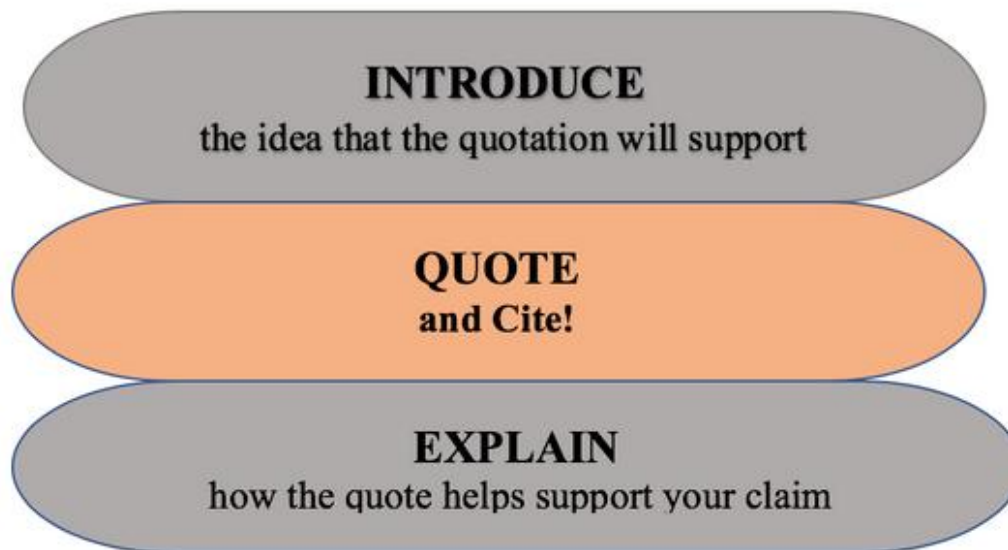 INTRODUCE
the idea that the quotation will support
QUOTE
and Cite!
EXPLAIN
how the quote helps support your claim